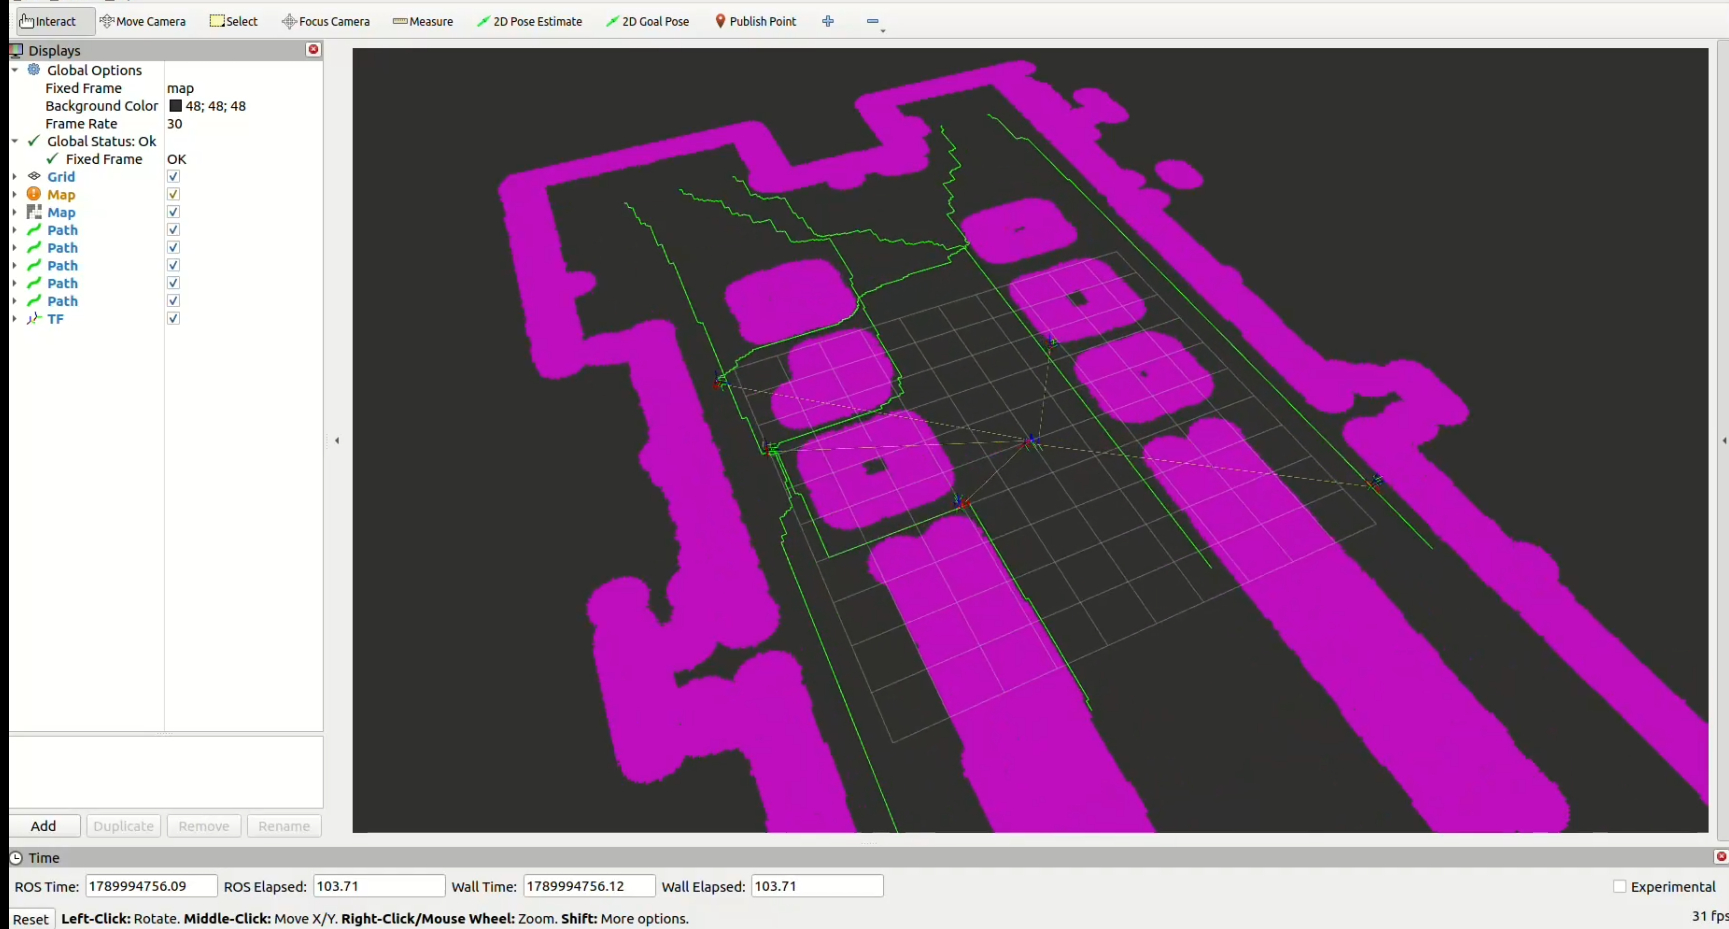 Interact Move Camera Select Focus Camera Measure 2D Pose Estimate 2D Goal Pose Publish Point
Displays
Global Options
Fixed Frame map
Background Color 48; 48; 48
Frame Rate 30
Global Status: Ok
Fixed Frame OK
Grid
Map
Map
Path
Path
Path
Path
Path
TF
Add Duplicate Remove Rename
Time
ROS Time: 1789994756.09 ROS Elapsed: 103.71 Wall Time: 1789994756.12 Wall Elapsed: 103.71 Experimental
Reset Left-Click: Rotate. Middle-Click: Move X/Y. Right-Click/Mouse Wheel: Zoom. Shift: More options. 31 fps